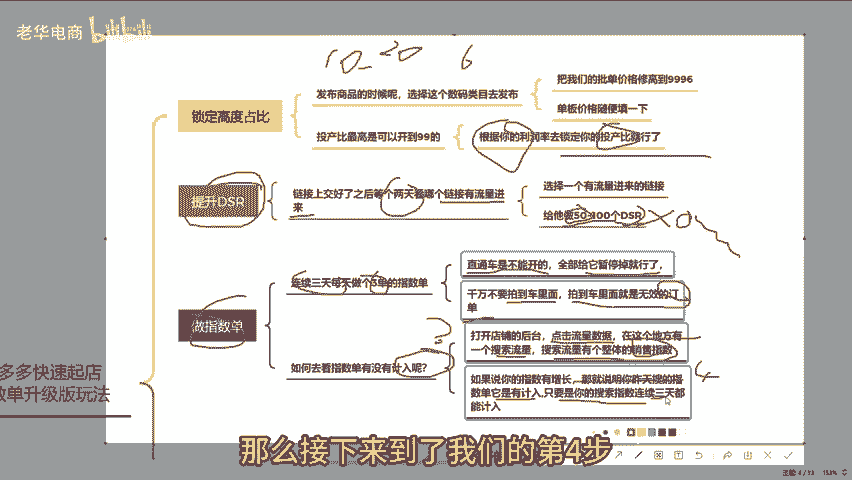 老华电商 bilibili
10-20 6
发布商品的时候呢，选择这个数码类目去发布
把我们的批单价格修高到9996
单板价格随便填一下
锁定高度占比
投产比最高是可以开到99的
根据你的利润率去锁定你的投产比就行了
提升DSR
链接上交好了之后等个两天看哪个链接有流量进
来
选择一个有流量进来的链接
给他做50-100个DSR
连续三天每天做个3单的指数单
直通车是不能开的，全部给它暂停掉就行了，
千万不要拍到车里面，拍到车里面就是无效的订
单
做指数单
如何去看指数单有没有计入呢？
打开店铺的后台，点击流量数据，在这个地方有
一个搜索流量，搜索流量有个整体的销售指数
如果说你的指数有增长，那就说明你昨天做的指
数单它是有计入,只要是你的搜索指数连续三天都
能计入
多多快速起店
数单升级版玩法
那么接下来到了我们的第4步